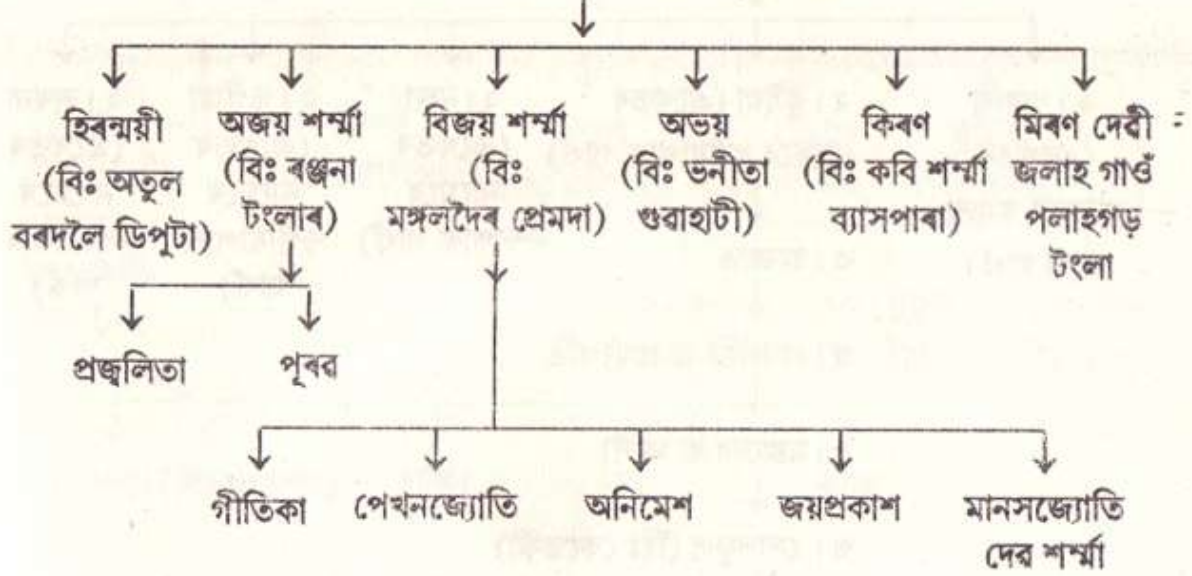 হিৰন্ময়ী
(বিঃ অতুল
বৰদলৈ ডিপুটা)
অজয় শৰ্ম্মা
(বিঃ ৰঞ্জনা
টংলাৰ)
বিজয় শৰ্ম্মা
(বিঃ
মঙ্গলদৈৰ প্ৰেমদা)
অভয়
(বিঃ ভনীতা
গুৱাহাটী)
কিৰণ
(বিঃ কবি শৰ্ম্মা
ব্যাসপাৰা)
মিৰণ দেৱী
জলাহ গাওঁ
পলাহগড়
টংলা
প্ৰজ্বলিতা
পূৰৱ
গীতিকা
পেখনজ্যোতি
অনিমেশ
জয়প্ৰকাশ
মানসজ্যোতি
দেৱ শৰ্ম্মা